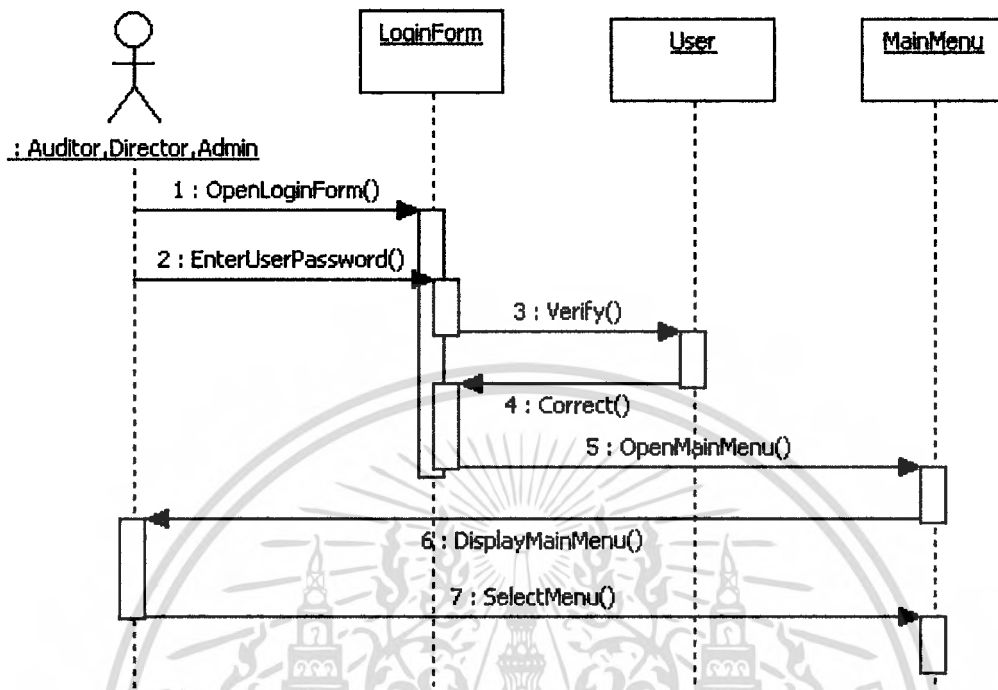 LoginForm
User
MainMenu
: Auditor,Director,Admin
1 : OpenLoginForm()
2 : EnterUserPassword()
3 : Verify()
4 : Correct()
5 : OpenMainMenu()
6 : DisplayMainMenu()
7 : SelectMenu()